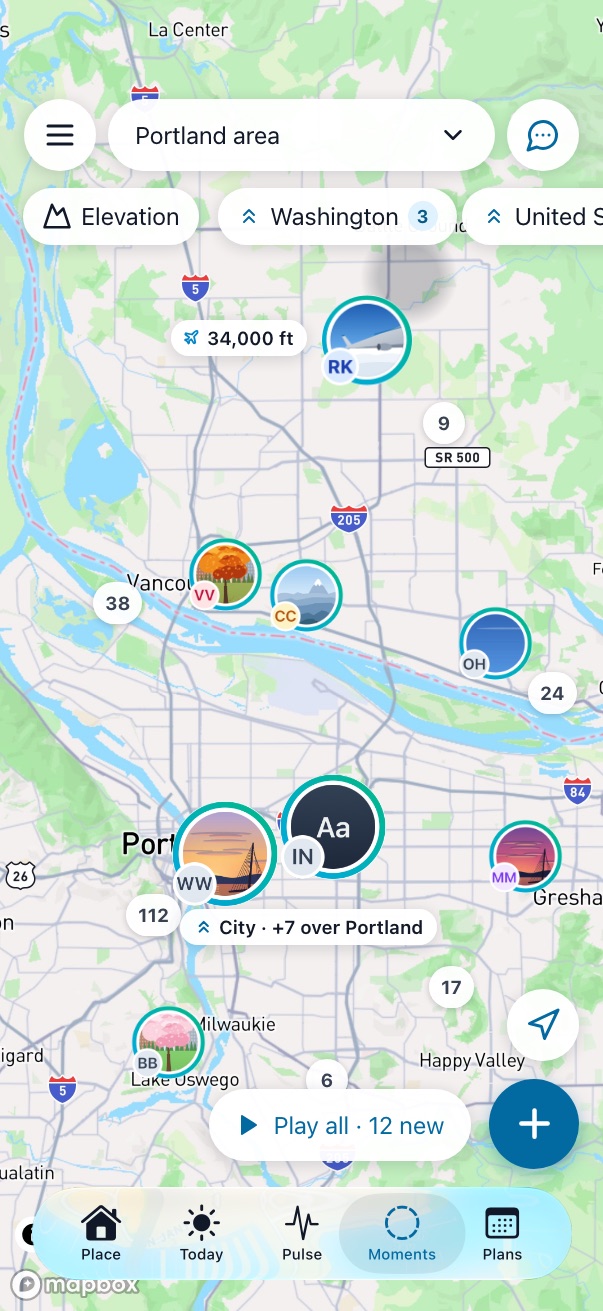 La Center
5
Portland area
Elevation
Washington 3
United S
5
34,000 ft
RK
9
SR 500
205
Vancou
VV
CC
38
OH
24
84
Aa
IN
Port
WW
MM
26
Gresha
112
City · +7 over Portland
17
Milwaukie
igard
BB
Happy Valley
Lake Oswego
6
5
Play all · 12 new
ualatin
Place
Today
Pulse
Moments
Plans
mapbox